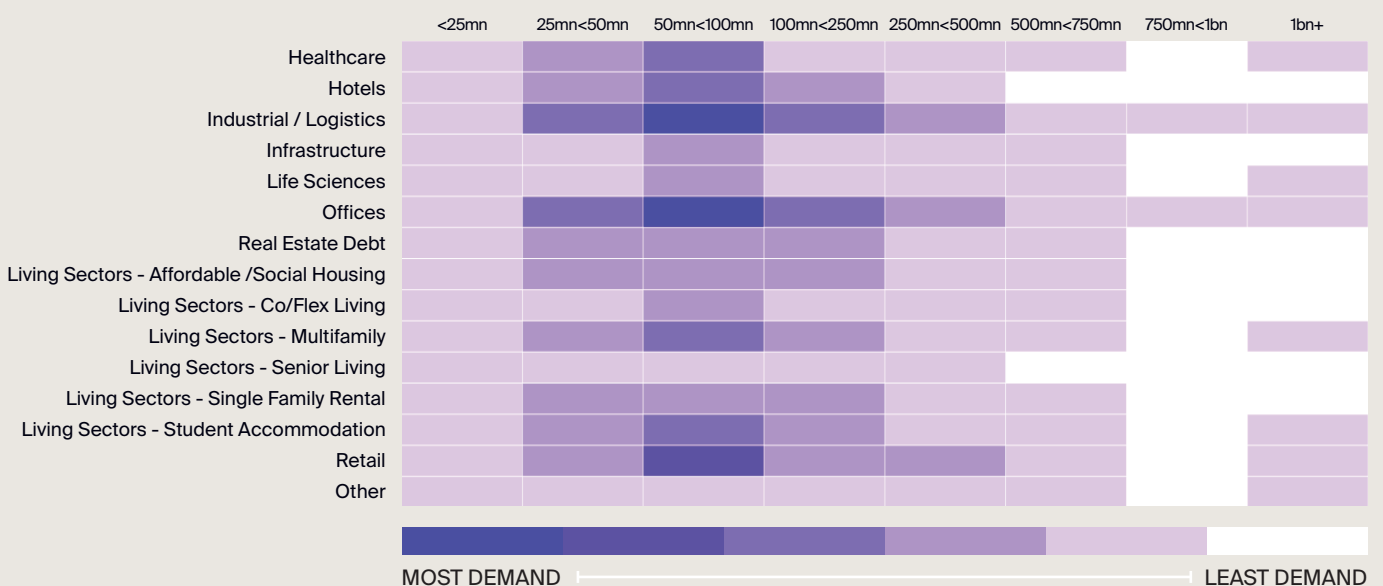 <25mn 25mn<50mn 50mn<100mn 100mn<250mn 250mn<500mn 500mn<750mn 750mn<1bn 1bn+
Healthcare
Hotels
Industrial / Logistics
Infrastructure
Life Sciences
Offices
Real Estate Debt
Living Sectors - Affordable /Social Housing
Living Sectors - Co/Flex Living
Living Sectors - Multifamily
Living Sectors - Senior Living
Living Sectors - Single Family Rental
Living Sectors - Student Accommodation
Retail
Other
MOST DEMAND LEAST DEMAND